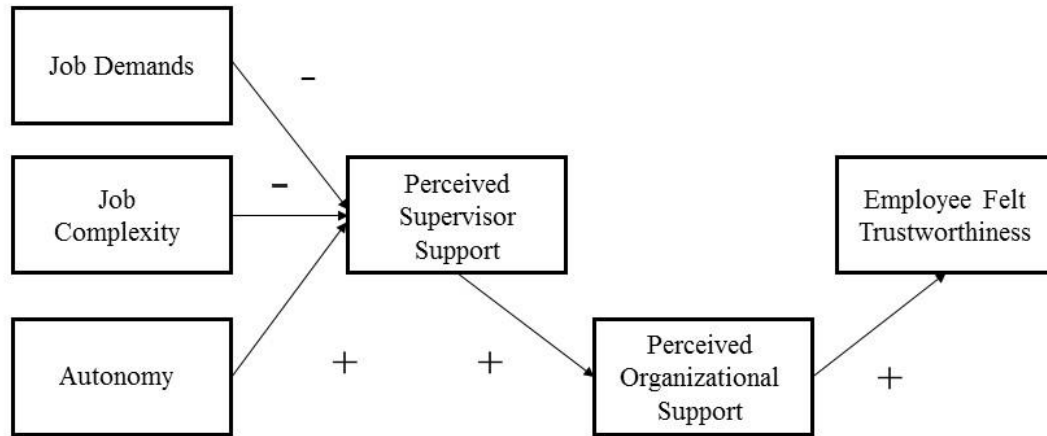 Job Demands
-
Job
Complexity
-
Perceived
Supervisor
Support
Employee Felt
Trustworthiness
Autonomy
+
+
Perceived
Organizational
Support
+